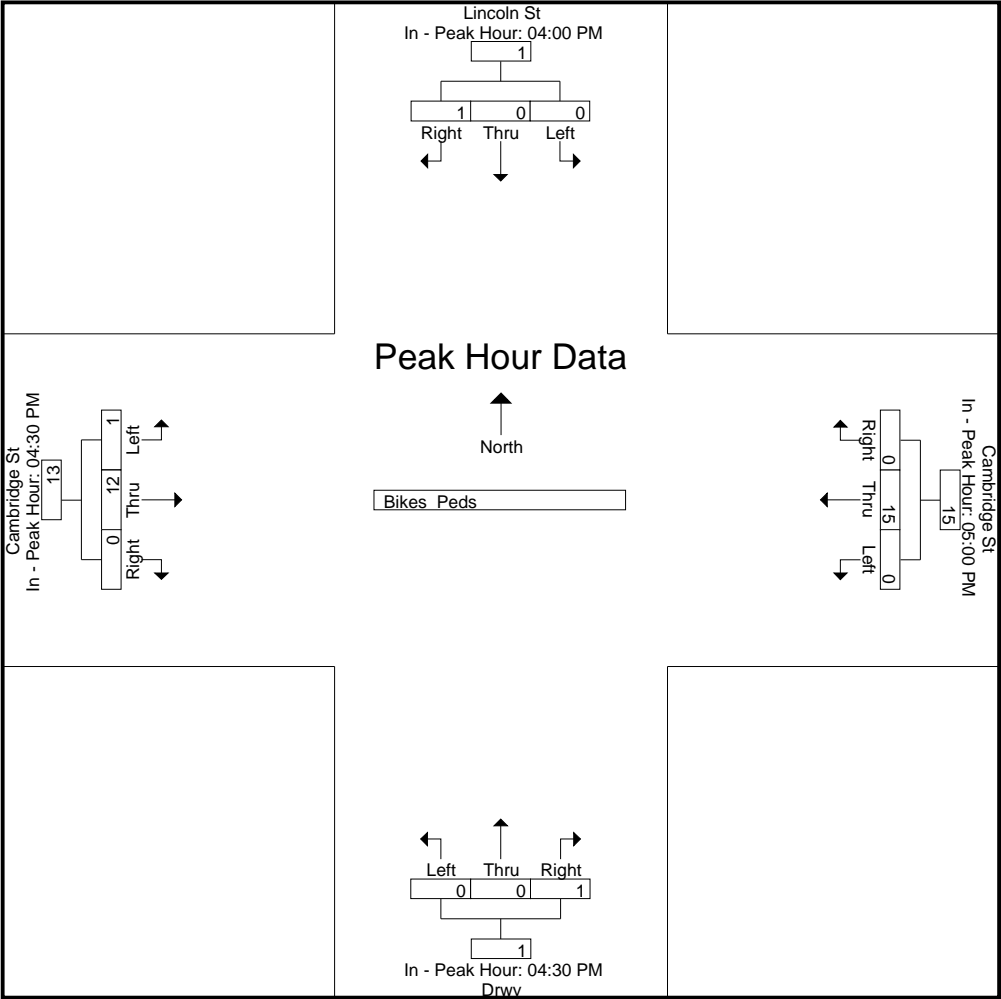 Lincoln St
In - Peak Hour: 04:00 PM
1
1 0 0
Right Thru Left
Peak Hour Data
North
Bikes Peds
Cambridge St
In - Peak Hour: 04:30 PM
13
1 12 0
Left Thru Right
Cambridge St
In - Peak Hour: 05:00 PM
15
0 15 0
Right Thru Left
Left Thru Right
0 0 1
1
In - Peak Hour: 04:30 PM
Drwy